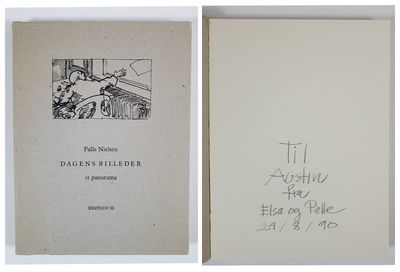 Palle Nielsen
DAGENS BILLEDER
et panorama
BRØNDUM
Til
Austin
fra
Elsa og Palle
24/8/90